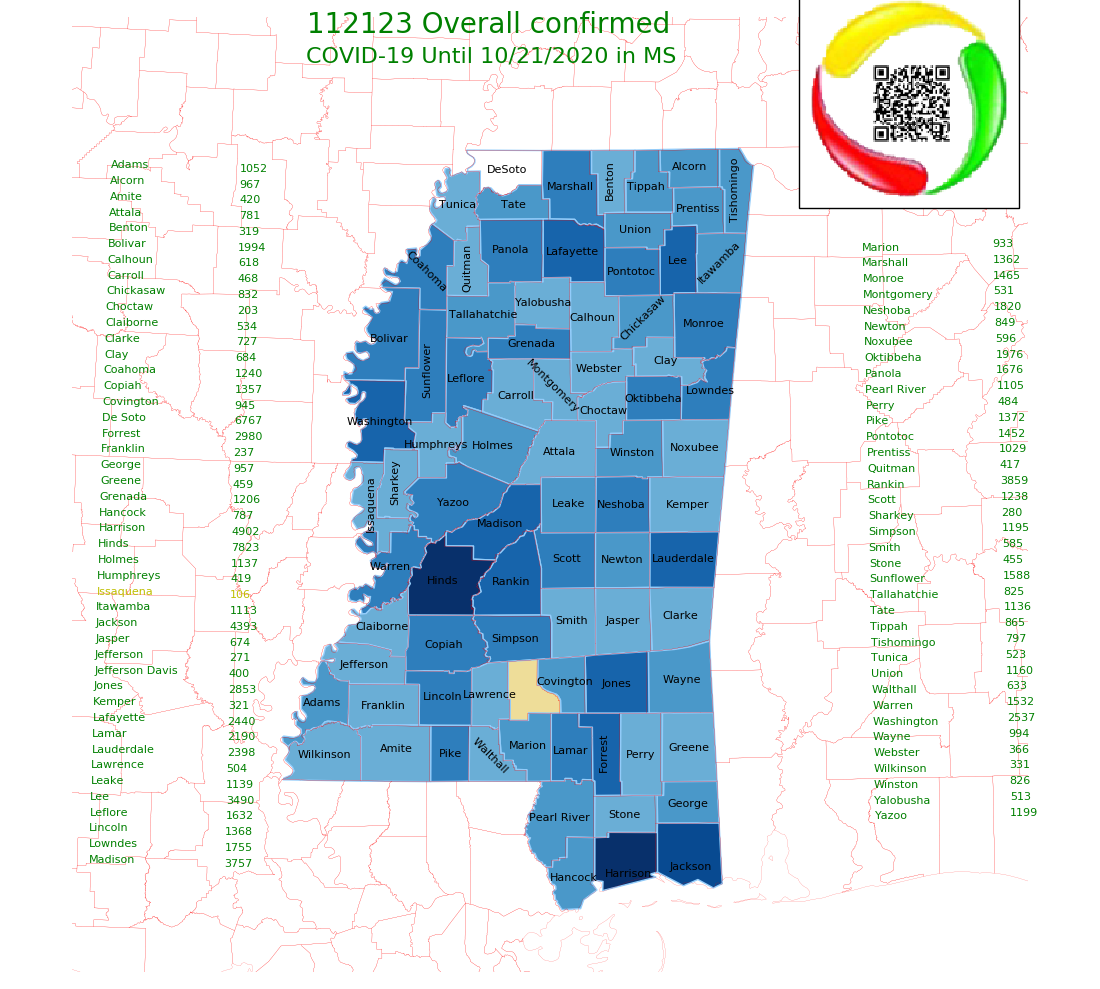 112123 Overall confirmed
COVID-19 Until 10/21/2020 in MS
Adams 1052
Alcorn 967
Amite 420
Attala 781
Benton 319
Bolivar 1994
Calhoun 618
Carroll 468
Chickasaw 832
Choctaw 203
Claiborne 534
Clarke 727
Clay 684
Coahoma 1240
Copiah 1357
Covington 945
De Soto 6767
Forrest 2980
Franklin 237
George 957
Greene 459
Grenada 1206
Hancock 787
Harrison 4902
Hinds 7823
Holmes 1137
Humphreys 419
Issaquena 106
Itawamba 1113
Jackson 4393
Jasper 674
Jefferson 271
Jefferson Davis 400
Jones 2853
Kemper 321
Lafayette 2440
Lamar 2190
Lauderdale 2398
Lawrence 504
Leake 1139
Lee 3490
Leflore 1632
Lincoln 1368
Lowndes 1755
Madison 3757
Marion 933
Marshall 1362
Monroe 1465
Montgomery 531
Neshoba 1820
Newton 849
Noxubee 596
Oktibbeha 1976
Panola 1676
Pearl River 1105
Perry 484
Pike 1372
Pontotoc 1452
Prentiss 1029
Quitman 417
Rankin 3859
Scott 1238
Sharkey 280
Simpson 1195
Smith 585
Stone 455
Sunflower 1588
Tallahatchie 825
Tate 1136
Tippah 865
Tishomingo 797
Tunica 523
Union 1160
Walthall 633
Warren 1532
Washington 2537
Wayne 994
Webster 366
Wilkinson 331
Winston 826
Yalobusha 513
Yazoo 1199
DeSoto
Marshall
Benton
Tippah
Alcorn
Tishomingo
Tunica
Tate
Prentiss
Union
Panola
Lafayette
Lee
Itawamba
Coahoma
Quitman
Pontotoc
Yalobusha
Tallahatchie
Calhoun
Chickasaw
Monroe
Bolivar
Sunflower
Grenada
Clay
Webster
Leflore
Montgomery
Carroll
Choctaw
Oktibbeha
Lowndes
Washington
Humphreys
Holmes
Attala
Winston
Noxubee
Issaquena
Sharkey
Yazoo
Leake
Neshoba
Kemper
Madison
Warren
Hinds
Rankin
Scott
Newton
Lauderdale
Claiborne
Copiah
Simpson
Smith
Jasper
Clarke
Jefferson
Adams
Franklin
Lincoln
Lawrence
Covington
Jones
Wayne
Wilkinson
Amite
Pike
Walthall
Marion
Lamar
Forrest
Perry
Greene
Pearl River
Stone
George
Hancock
Harrison
Jackson